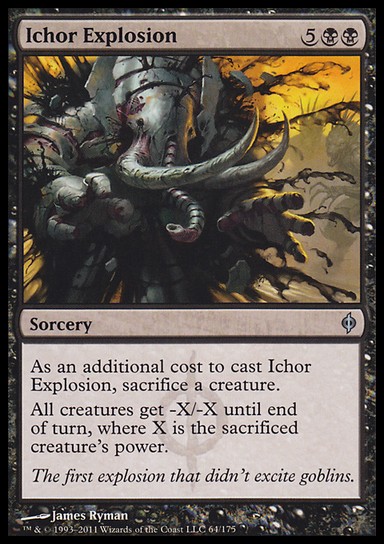 Ichor Explosion 5
Sorcery
As an additional cost to cast Ichor
Explosion, sacrifice a creature.
All creatures get -X/-X until end
of turn, where X is the sacrificed
creature's power.
The first explosion that didn't excite goblins.
James Ryman
™ & © 1993–2011 Wizards of the Coast LLC 64/175